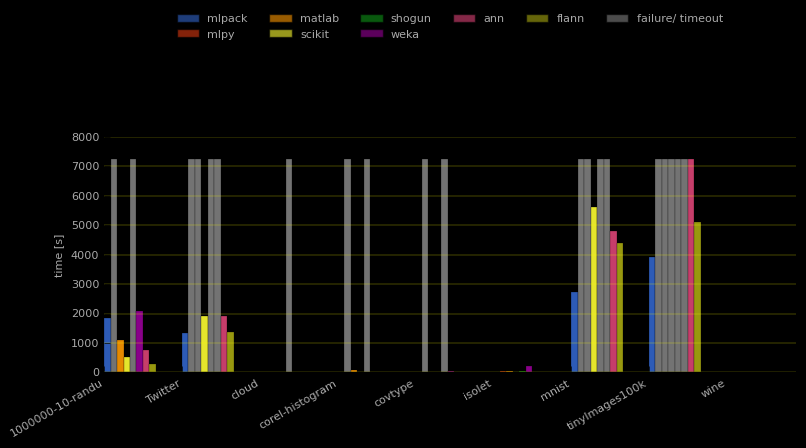 mlpack matlab shogun ann flann failure/ timeout
mlpy scikit weka
8000
7000
6000
5000
4000
3000
2000
1000
0
time [s]
1000000-10-randu Twitter cloud corel-histogram covtype isolet mnist tinyImages100k wine